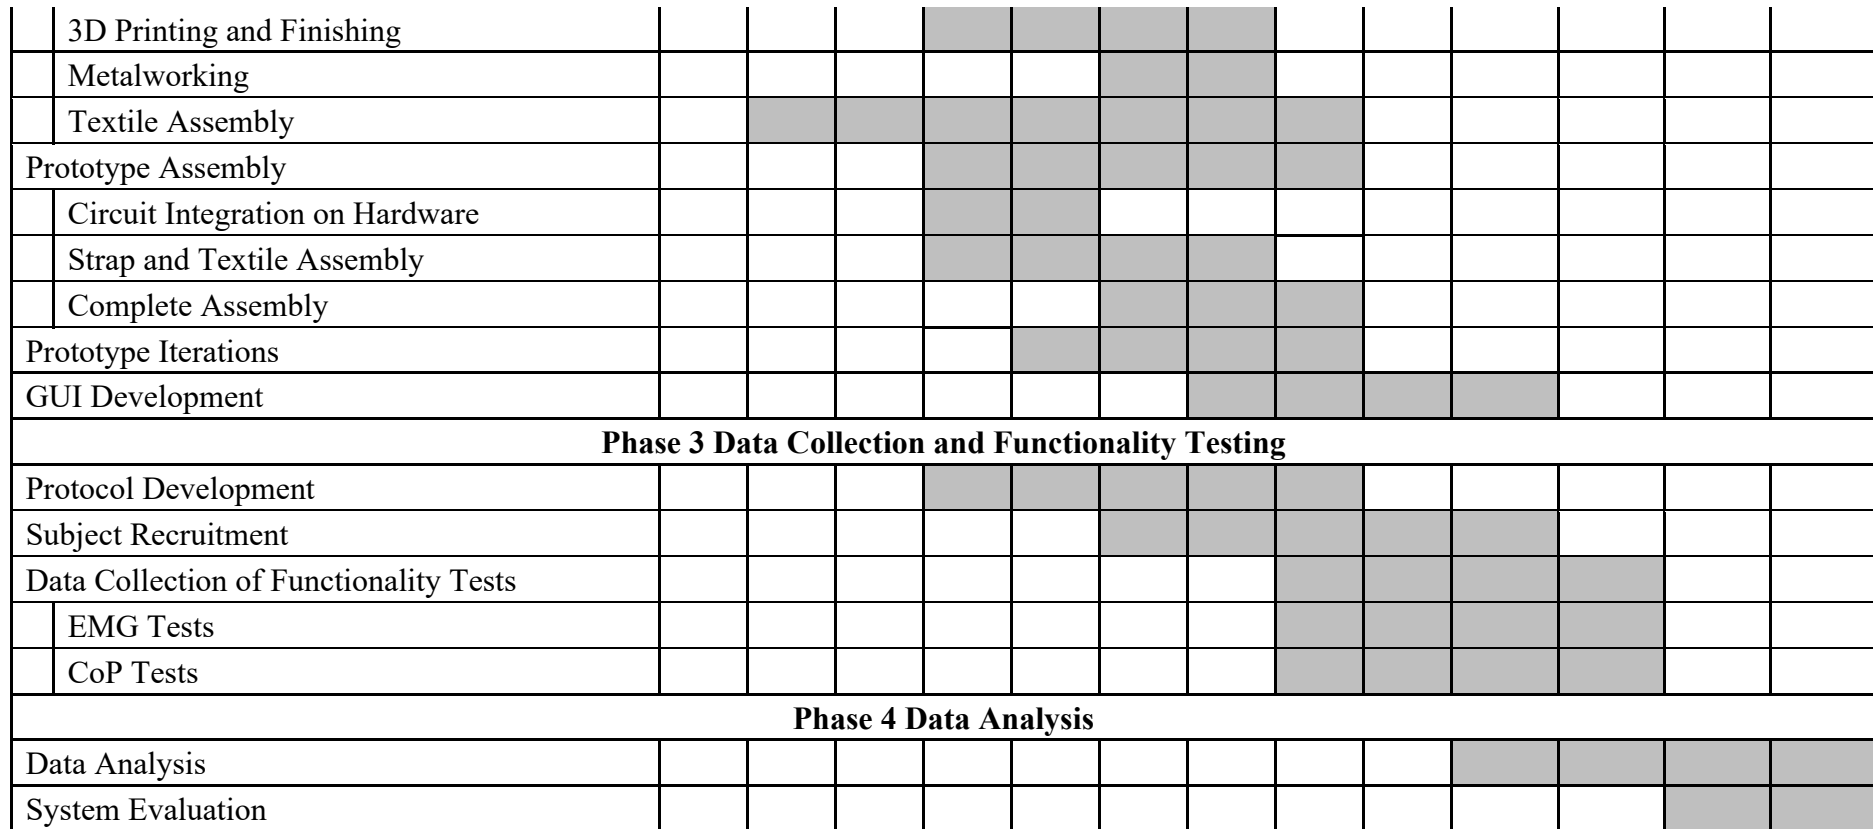 3D Printing and Finishing
Metalworking
Textile Assembly
Prototype Assembly
Circuit Integration on Hardware
Strap and Textile Assembly
Complete Assembly
Prototype Iterations
GUI Development
Phase 3 Data Collection and Functionality Testing
Protocol Development
Subject Recruitment
Data Collection of Functionality Tests
EMG Tests
CoP Tests
Phase 4 Data Analysis
Data Analysis
System Evaluation